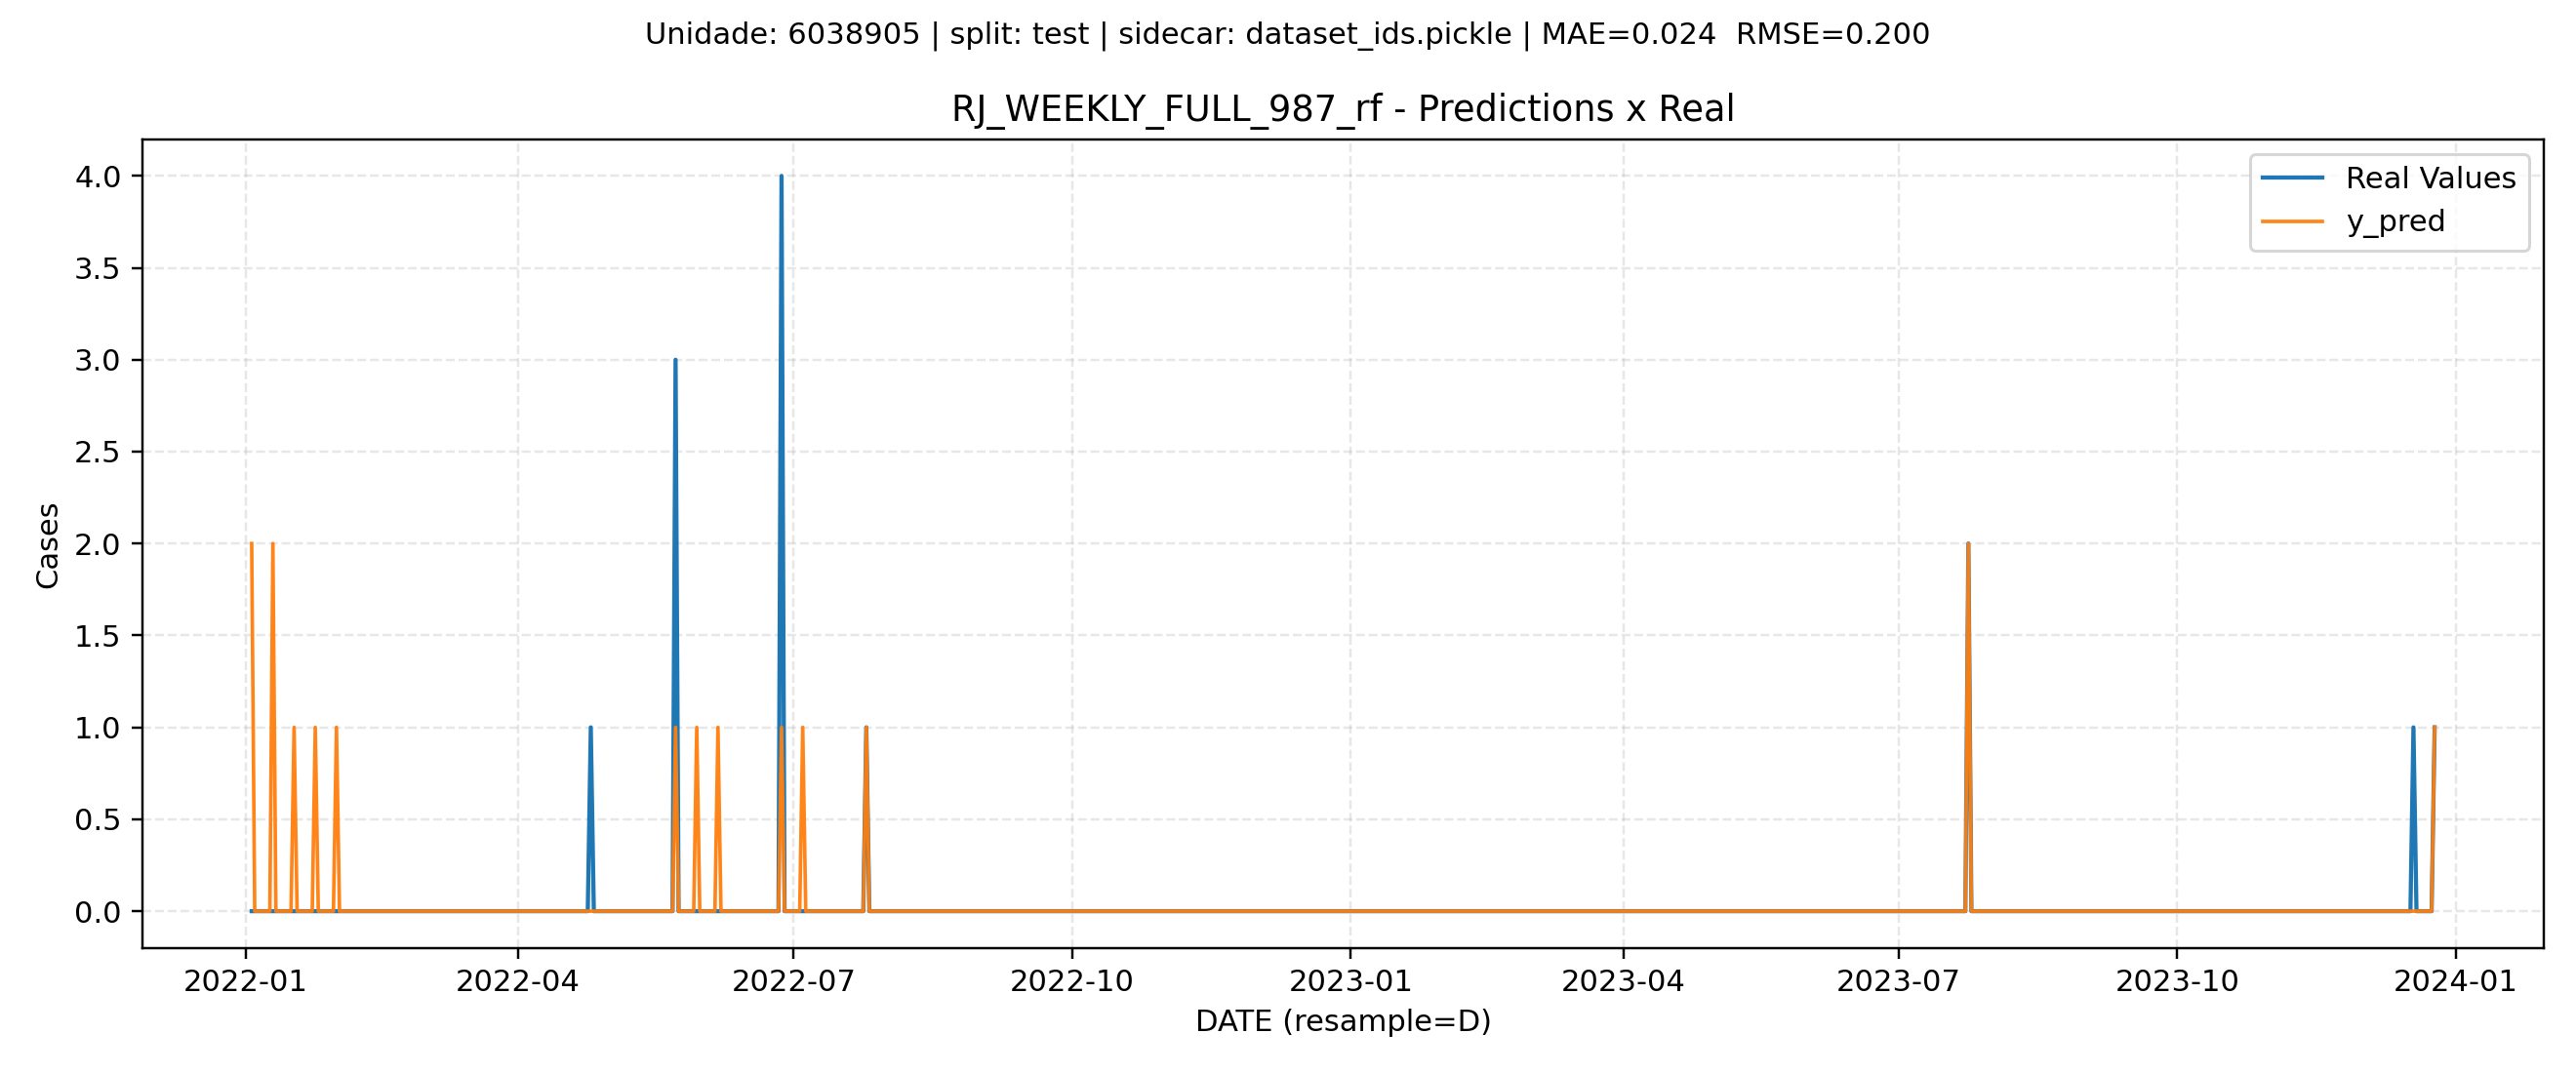 Unidade: 6038905 | split: test | sidecar: dataset_ids.pickle | MAE=0.024  RMSE=0.200
RJ_WEEKLY_FULL_987_rf - Predictions x Real
Real Values
y_pred
Cases
4.0
3.5
3.0
2.5
2.0
1.5
1.0
0.5
0.0
2022-01 2022-04 2022-07 2022-10 2023-01 2023-04 2023-07 2023-10 2024-01
DATE (resample=D)